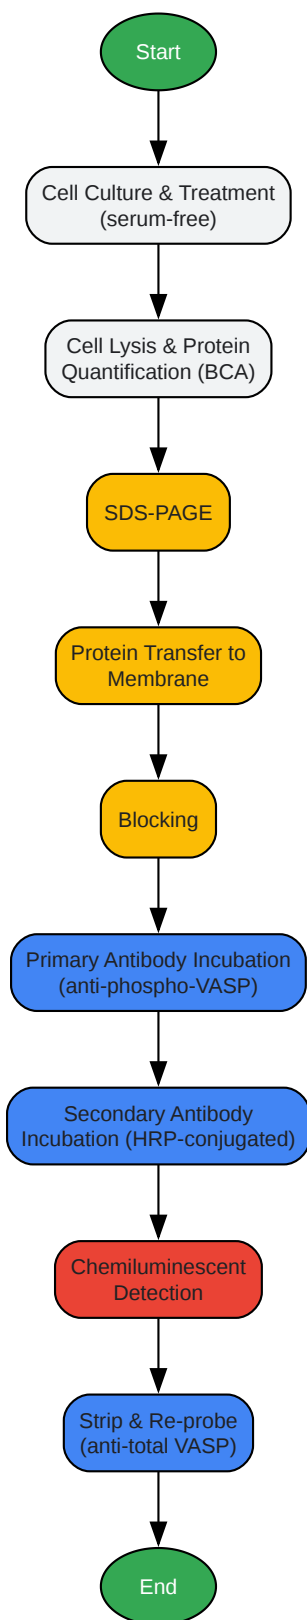 Start
Cell Culture & Treatment
(serum-free)
Cell Lysis & Protein
Quantification (BCA)
SDS-PAGE
Protein Transfer to
Membrane
Blocking
Primary Antibody Incubation
(anti-phospho-VASP)
Secondary Antibody
Incubation (HRP-conjugated)
Chemiluminescent
Detection
Strip & Re-probe
(anti-total VASP)
End